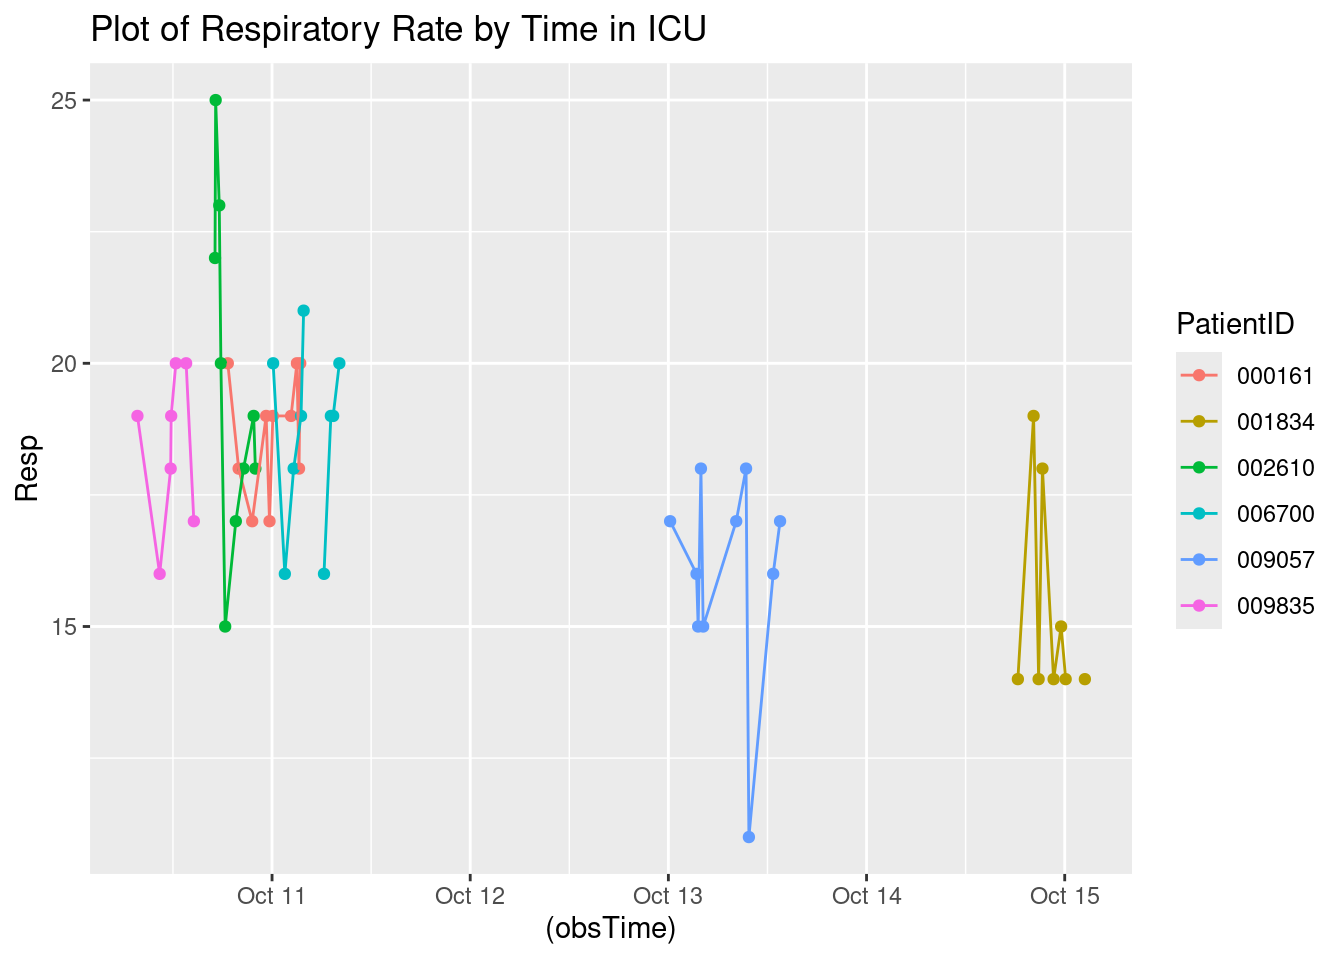 Plot of Respiratory Rate by Time in ICU
25
20
15
Resp
Oct 11
Oct 12
Oct 13
Oct 14
Oct 15
(obsTime)
PatientID
000161
001834
002610
006700
009057
009835